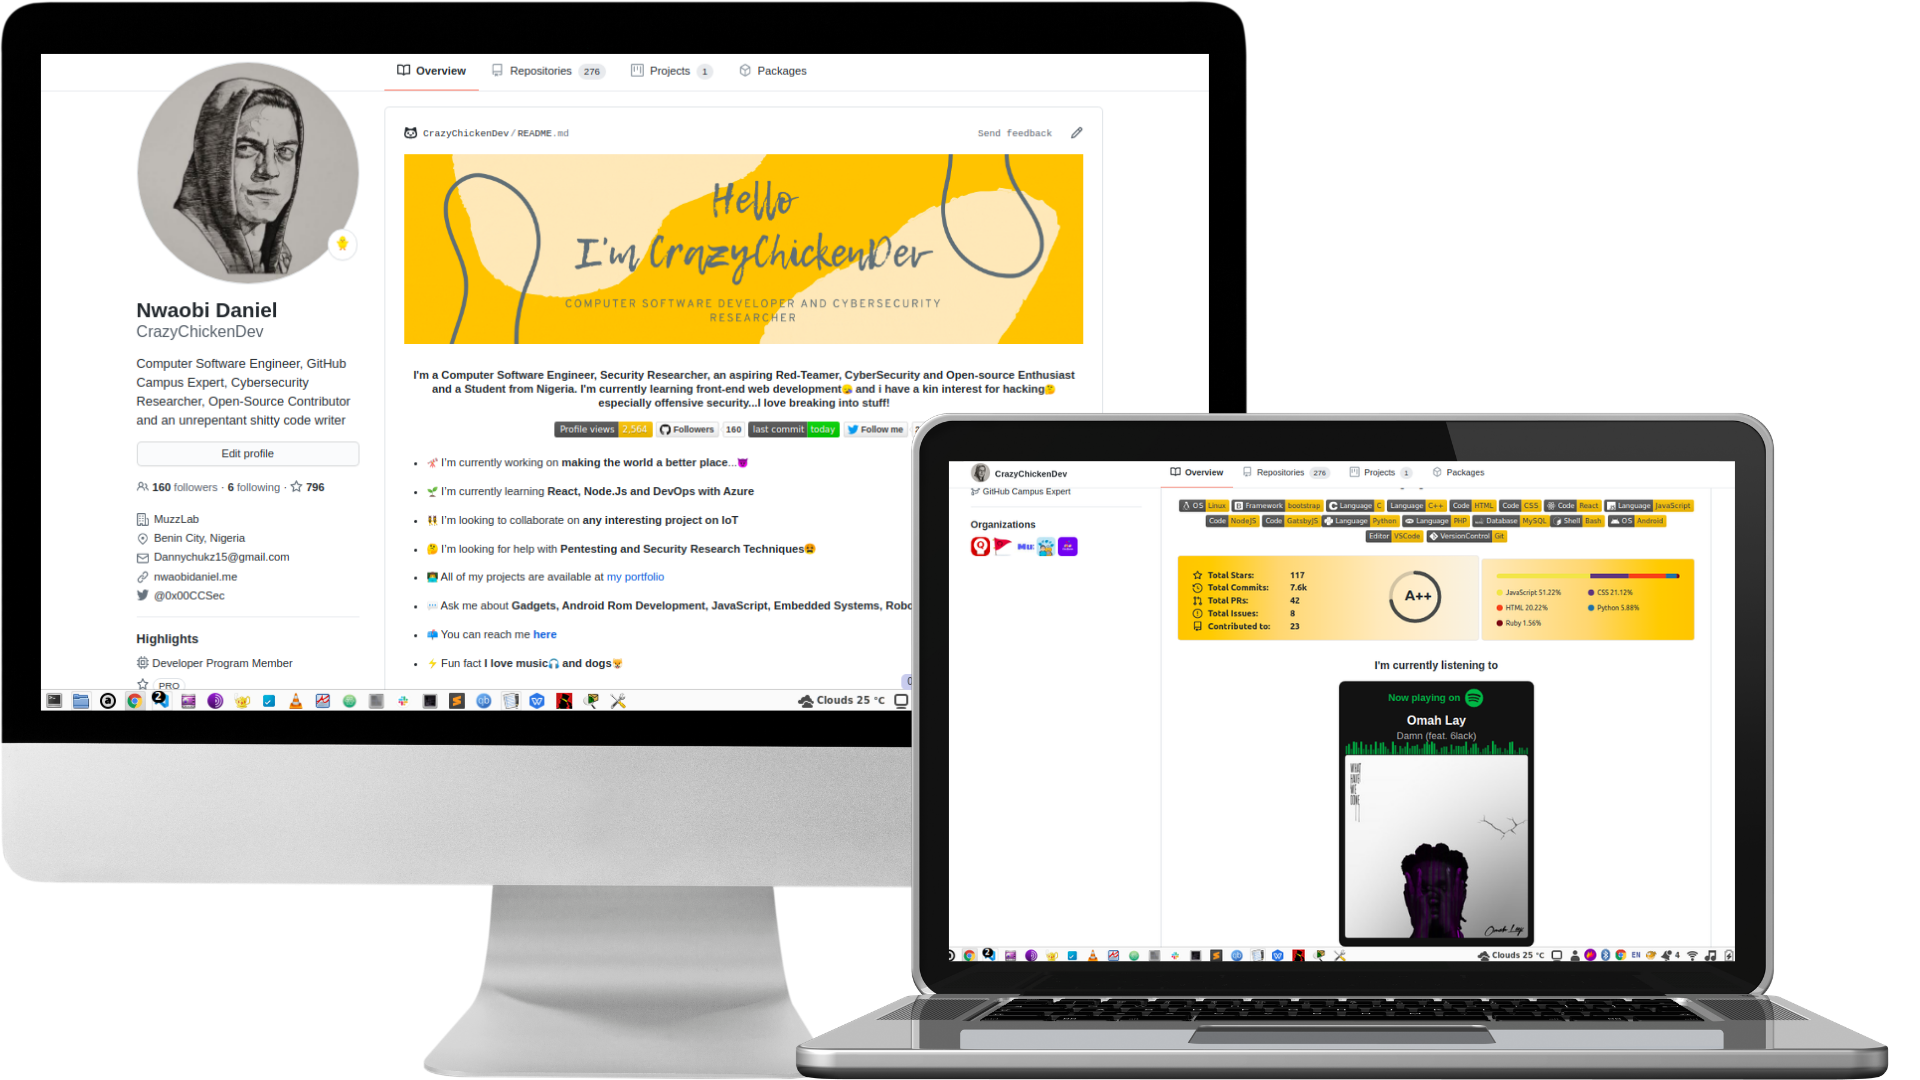 Overview Repositories 276 Projects 1 Packages
CrazyChickenDev/README.md Send feedback
Hello
I'm CrazyChickenDev
COMPUTER SOFTWARE DEVELOPER AND CYBERSECURITY
RESEARCHER
Nwaobi Daniel
CrazyChickenDev
Computer Software Engineer, GitHub
Campus Expert, Cybersecurity
Researcher, Open-Source Contributor
and an unrepentant shitty code writer
Edit profile
160 followers · 6 following · 796
MuzzLab
Benin City, Nigeria
Dannychukz15@gmail.com
nwaobidaniel.me
@0x00CCSec
Highlights
Developer Program Member
PRO
I'm a Computer Software Engineer, Security Researcher, an aspiring Red-Teamer, CyberSecurity and Open-source Enthusiast
and a Student from Nigeria. I'm currently learning front-end web development🤪 and i have a kin interest for hacking🤔
especially offensive security...I love breaking into stuff!
Profile views 2,564 Followers 160 last commit today Follow me
• I'm currently working on making the world a better place...😈
• 🌱 I'm currently learning React, Node.Js and DevOps with Azure
• 👯 I'm looking to collaborate on any interesting project on IoT
• 🤔 I'm looking for help with Pentesting and Security Research Techniques😫
• 👨‍💻 All of my projects are available at my portfolio
• 💬 Ask me about Gadgets, Android Rom Development, JavaScript, Embedded Systems, Robo
• 📫 You can reach me here
• ⚡ Fun fact I love music🎧 and dogs🐶
2 Clouds 25 °C
CrazyChickenDev Overview Repositories 276 Projects 1 Packages
GitHub Campus Expert
Organizations
Mu
OS Linux Framework bootstrap Language C Language C++ Code HTML Code CSS Code React Language JavaScript
Code NodeJS Code GatsbyJS Language Python Language PHP Database MySQL Shell Bash OS Android
Editor VSCode VersionControl Git
Total Stars: 117
Total Commits: 7.6k
Total PRs: 42
Total Issues: 8
Contributed to: 23
A++
JavaScript 51.22% CSS 21.12%
HTML 20.22% Python 5.88%
Ruby 1.56%
I'm currently listening to
Now playing on
Omah Lay
Damn (feat. 6lack)
WHAT
HAVE
WE
DONE
Omah Lay
2 Clouds 25 °C EN 4